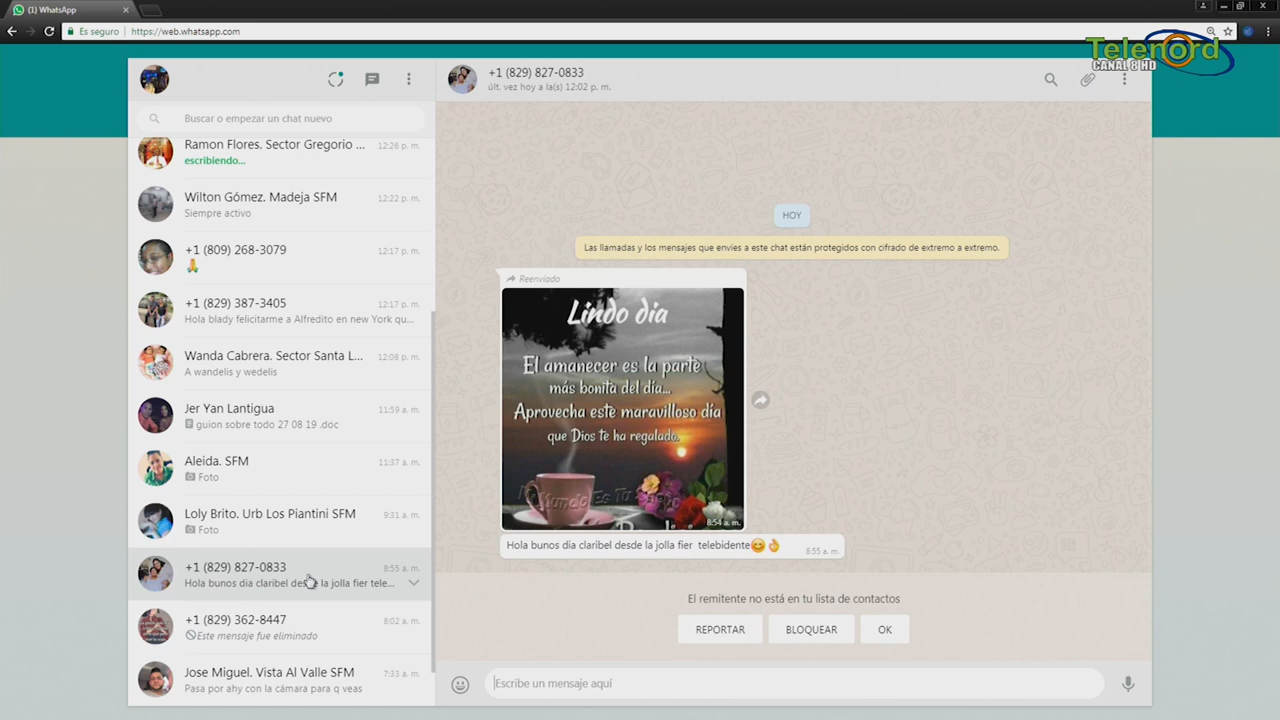 (1) WhatsApp
Es seguro
https://web.whatsapp.com
Telenord
CANAL 8 HD
Buscar o empezar un chat nuevo
Ramon Flores. Sector Gregorio ...
12:26 p. m.
escribiendo...
Wilton Gómez. Madeja SFM
12:22 p. m.
Siempre activo
+1 (809) 268-3079
12:17 p. m.
🙏
+1 (829) 387-3405
12:17 p. m.
Hola blady felicitarme a Alfredito en new York qu...
Wanda Cabrera. Sector Santa L...
12:08 p. m.
A wandelis y wedelis
Jer Yan Lantigua
11:59 a. m.
guion sobre todo 27 08 19 .doc
Aleida. SFM
11:37 a. m.
Foto
Loly Brito. Urb Los Piantini SFM
9:31 a. m.
Foto
+1 (829) 827-0833
8:55 a. m.
Hola bunos dia claribel desde la jolla fier tele...
+1 (829) 362-8447
8:02 a. m.
Este mensaje fue eliminado
Jose Miguel. Vista Al Valle SFM
7:33 a. m.
Pasa por ahy con la cámara para q veas
+1 (829) 827-0833
últ. vez hoy a la(s) 12:02 p. m.
HOY
Las llamadas y los mensajes que envíes a este chat están protegidos con cifrado de extremo a extremo.
Reenviado
Lindo día
El amanecer es la parte
más bonita del día...
Aprovecha este maravilloso día
que Dios te ha regalado.
8:54 a. m.
Hola bunos dia claribel desde la jolla fier telebidente😊👌
8:55 a. m.
El remitente no está en tu lista de contactos
REPORTAR
BLOQUEAR
OK
Escribe un mensaje aquí